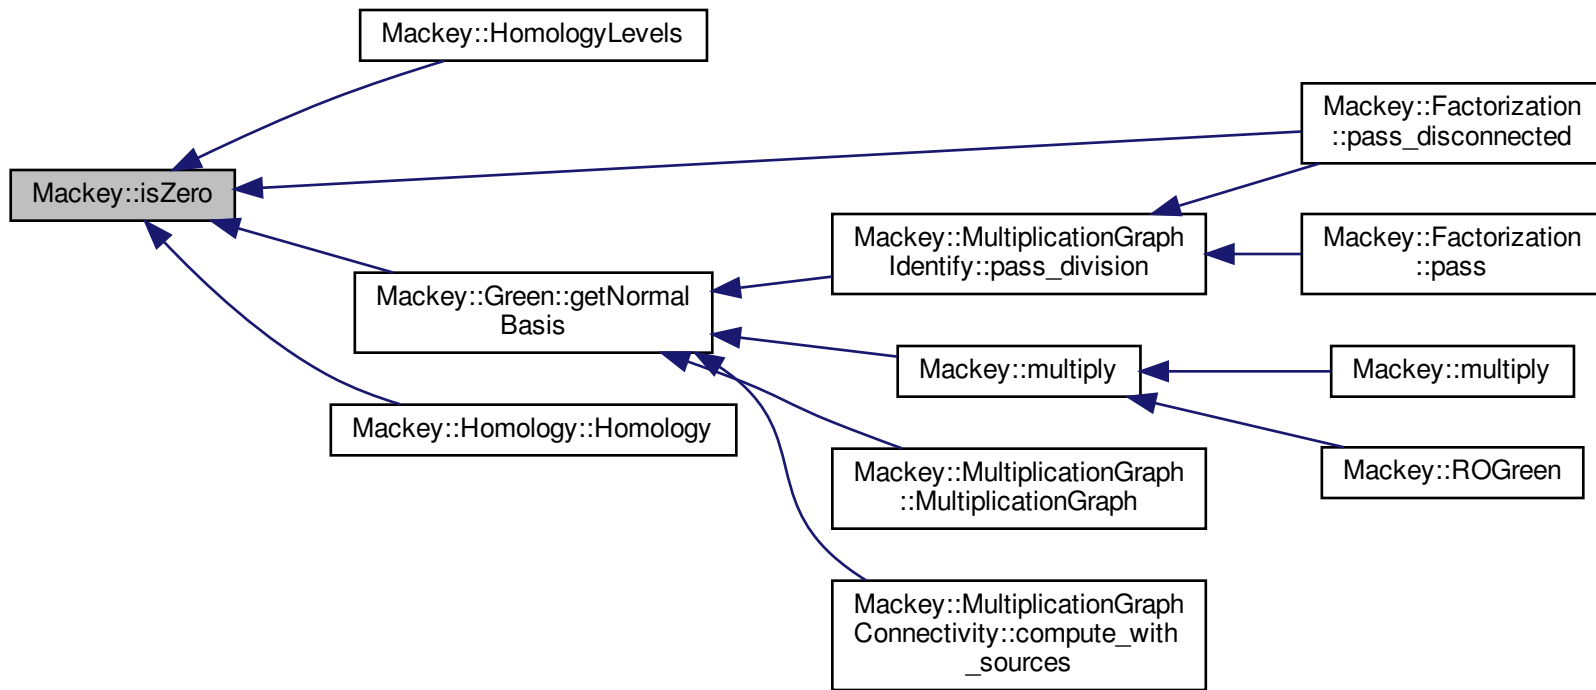 Mackey::HomologyLevels
Mackey::Factorization
::pass_disconnected
Mackey::isZero
Mackey::MultiplicationGraph
Identify::pass_division
Mackey::Factorization
::pass
Mackey::Green::getNormal
Basis
Mackey::multiply
Mackey::multiply
Mackey::Homology::Homology
Mackey::MultiplicationGraph
::MultiplicationGraph
Mackey::ROGreen
Mackey::MultiplicationGraph
Connectivity::compute_with
_sources